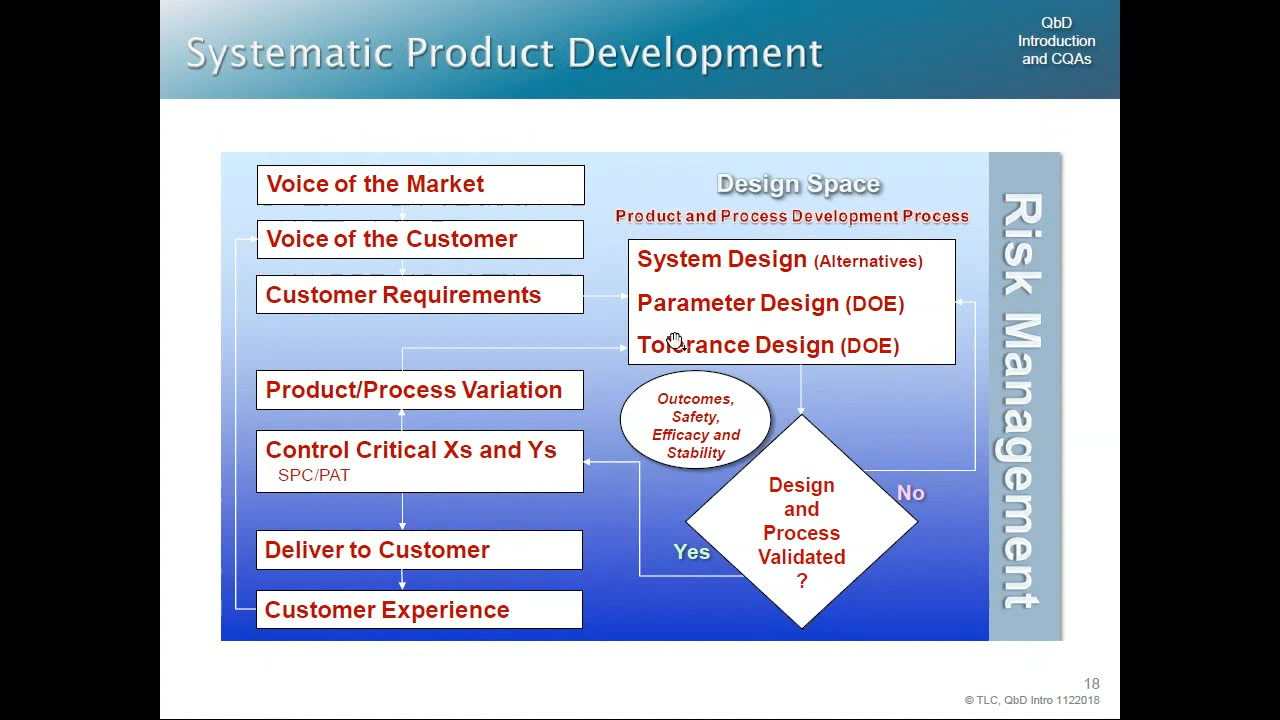 Systematic Product Development
QbD
Introduction
and CQAs
Voice of the Market
Voice of the Customer
Customer Requirements
Product/Process Variation
Control Critical Xs and Ys
SPC/PAT
Deliver to Customer
Customer Experience
Design Space
Product and Process Development Process
System Design (Alternatives)
Parameter Design (DOE)
Tolerance Design (DOE)
Outcomes,
Safety,
Efficacy and
Stability
Design
and
Process
Validated
?
Yes
No
Risk Management
18
© TLC, QbD Intro 1122018